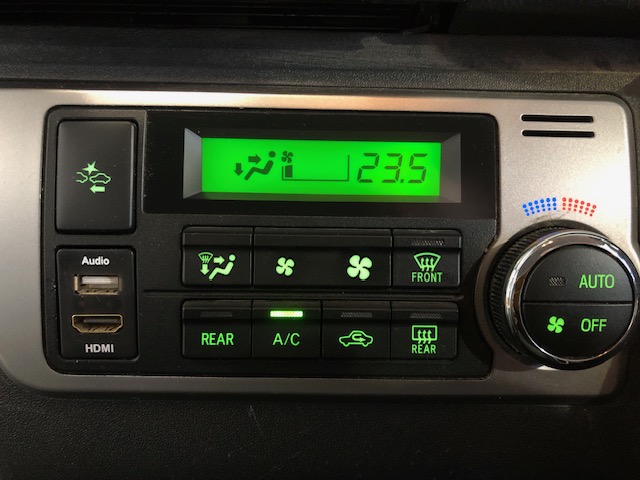 23.5
Audio
FRONT
AUTO
OFF
HDMI
REAR
A/C
REAR